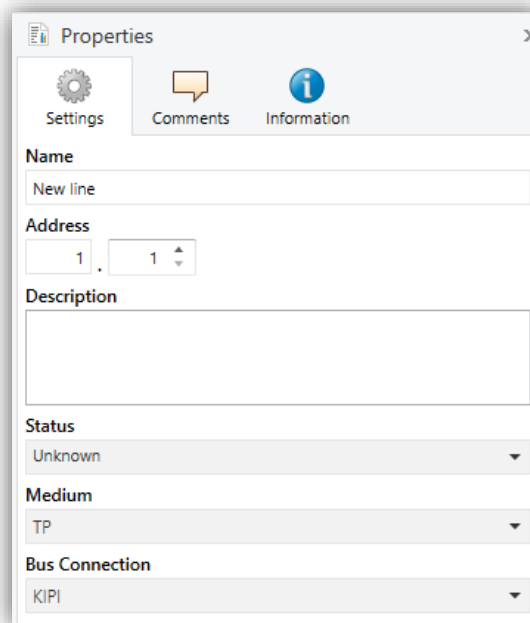 Properties
Settings Comments Information
Name
New line
Address
1 . 1
Description
Status
Unknown
Medium
TP
Bus Connection
KIPI